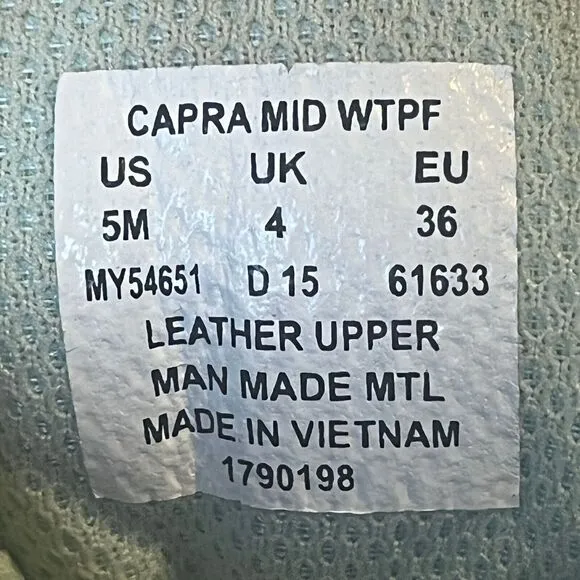 CAPRA MID WTPF
US UK EU
5M 4 36
MY54651 D 15 61633
LEATHER UPPER
MAN MADE MTL
MADE IN VIETNAM
1790198